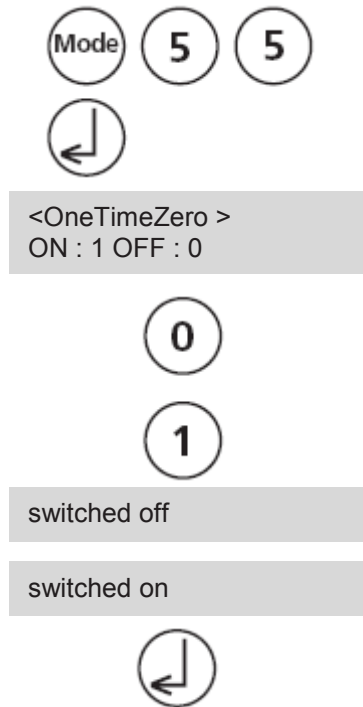 Mode 5 5
<OneTimeZero >
ON : 1 OFF : 0
0
1
switched off
switched on